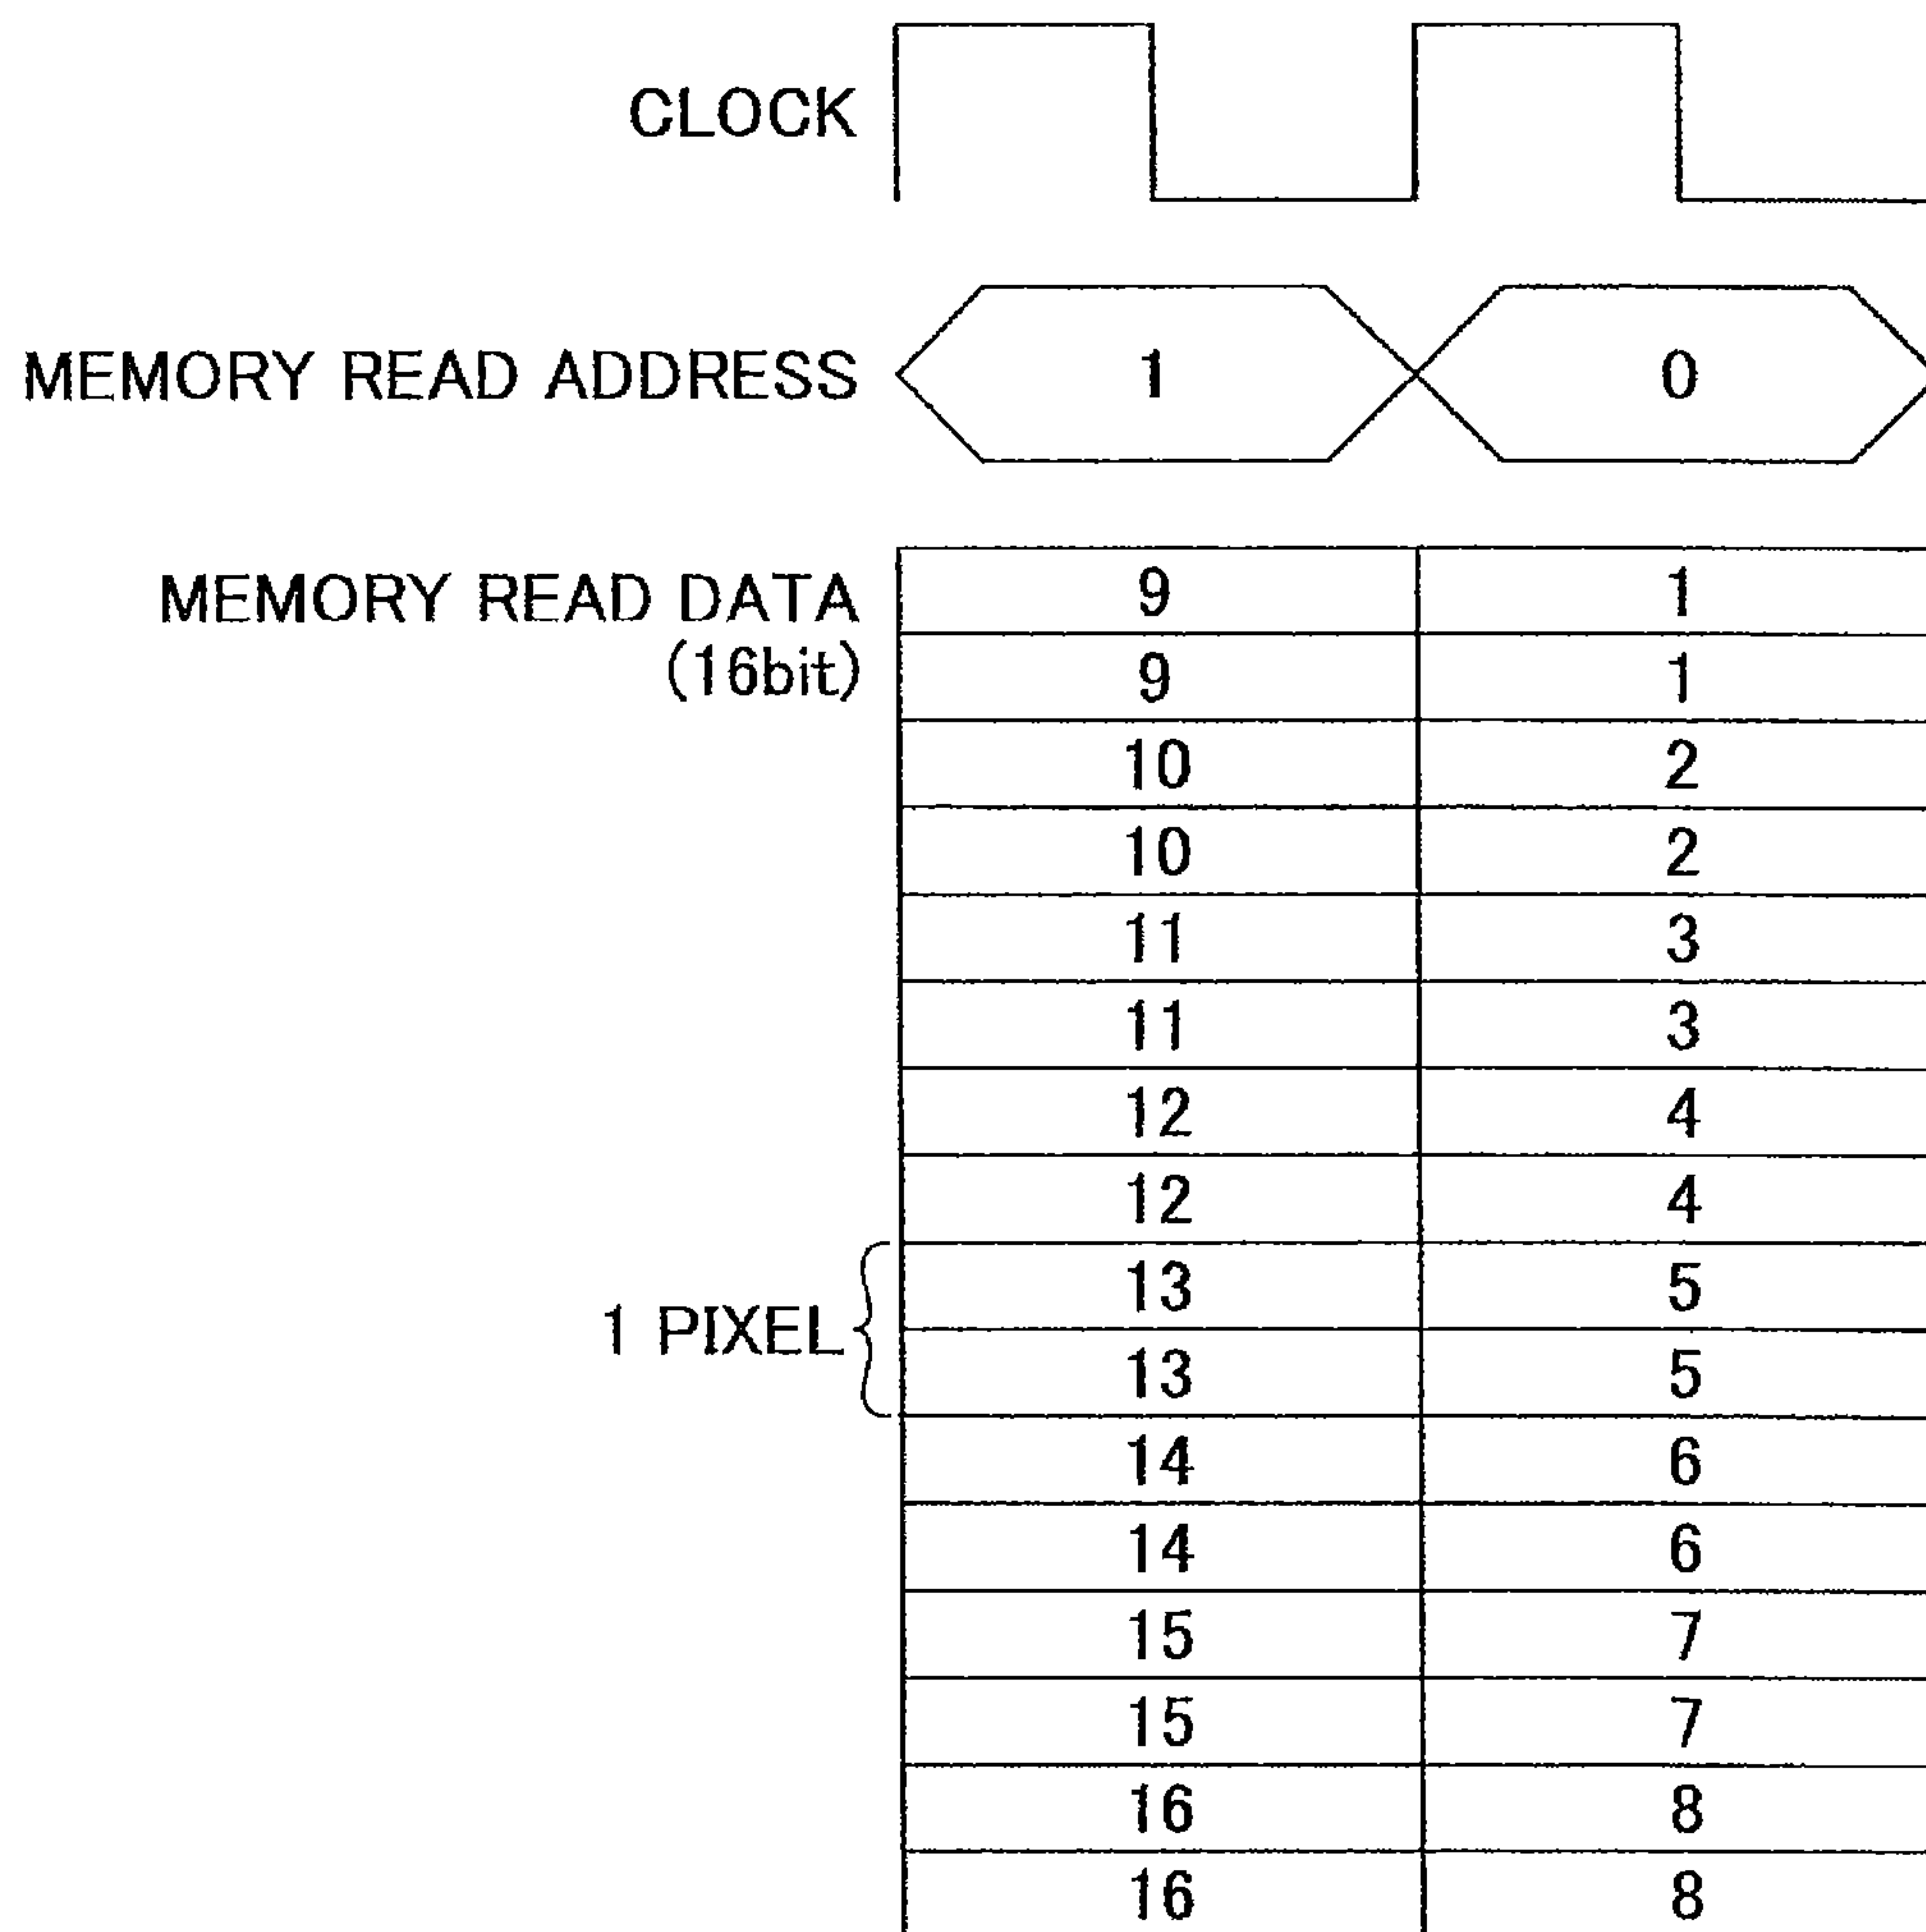 CLOCK
MEMORY READ ADDRESS 1 0
MEMORY READ DATA 9 1
(16bit) 9 1
10 2
10 2
11 3
11 3
12 4
12 4
13 5
1 PIXEL
13 5
14 6
14 6
15 7
15 7
16 8
16 8